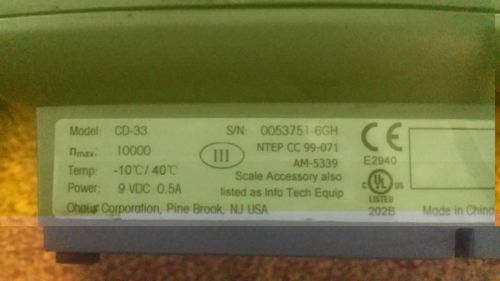 Model: CD-33 S/N: 0053751-6GH
nmax: 10000 III NTEP CC 99-071
AM-5339
Temp: -10°C/ 40°C Scale Accessory also
Power: 9 VDC 0.5A listed as Info Tech Equip
Ohaus Corporation, Pine Brook, NJ USA
CE
E2940
C UL US
LISTED
202B Made in China